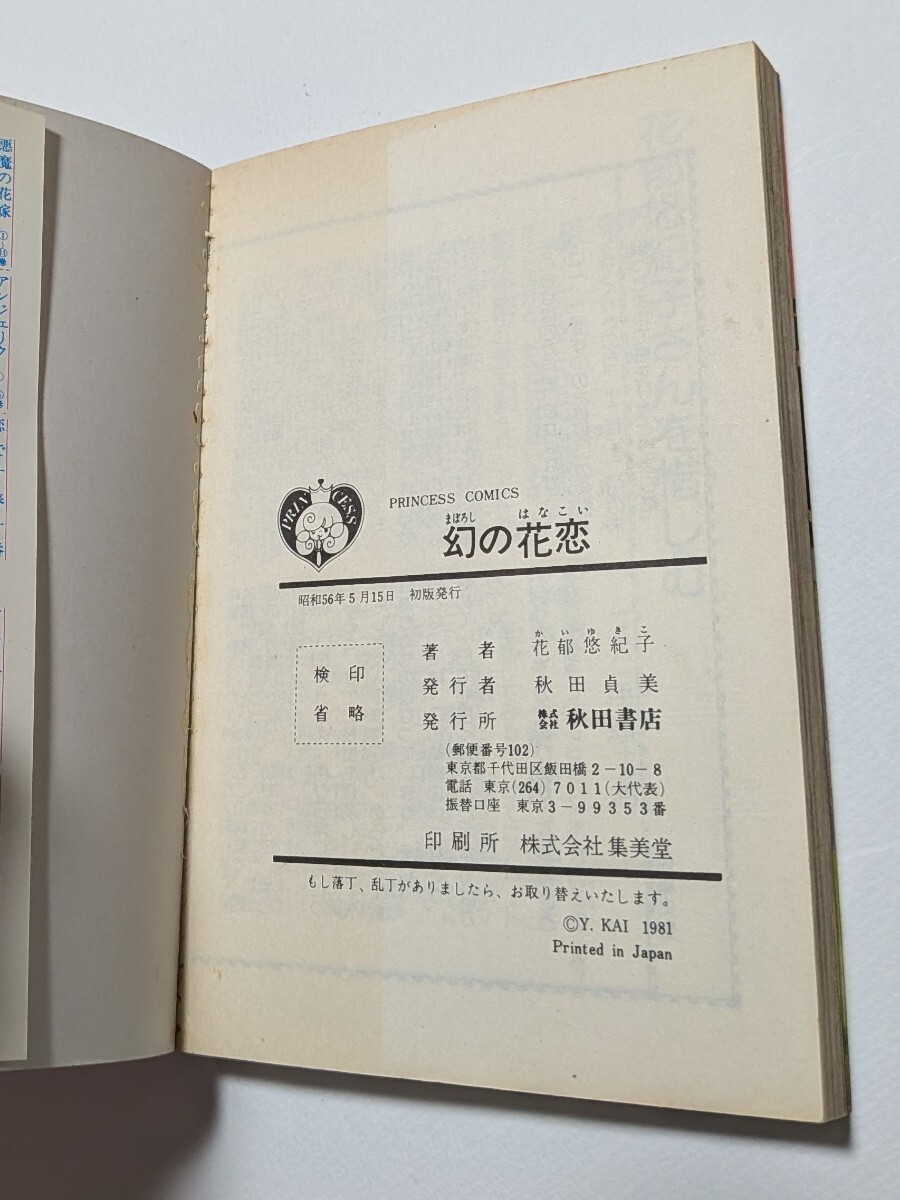 悪魔の花嫁
アンジェリク
PRINCESS
PRINCESS COMICS
まぼろし はなこい
幻の花恋
昭和56年5月15日 初版発行
検印
省略
かいゆきこ
著者 花郁悠紀子
発行者 秋田貞美
発行所 株式会社 秋田書店
(郵便番号102)
東京都千代田区飯田橋2-10-8
電話 東京(264)7011(大代表)
振替口座 東京3-99353番
印刷所 株式会社集美堂
もし落丁、乱丁がありましたら、お取り替えいたします。
©Y. KAI 1981
Printed in Japan